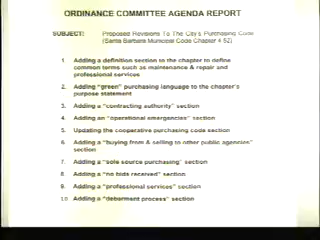 ORDINANCE COMMITTEE AGENDA REPORT
SUBJECT: Proposed Revisions To The City's Purchasing Code
(Santa Barbara Municipal Code Chapter 4.52)
1. Adding a definition section to the chapter to define
common terms such as maintenance & repair and
professional services
2. Adding "green" purchasing language to the chapter's
purpose statement
3. Adding a "contracting authority" section
4. Adding an "operational emergencies" section
5. Updating the cooperative purchasing code section
6. Adding a "buying from & selling to other public agencies"
section
7. Adding a "sole source purchasing" section
8. Adding a "no bids received" section
9. Adding a "professional services" section
10 Adding a "debarment process" section